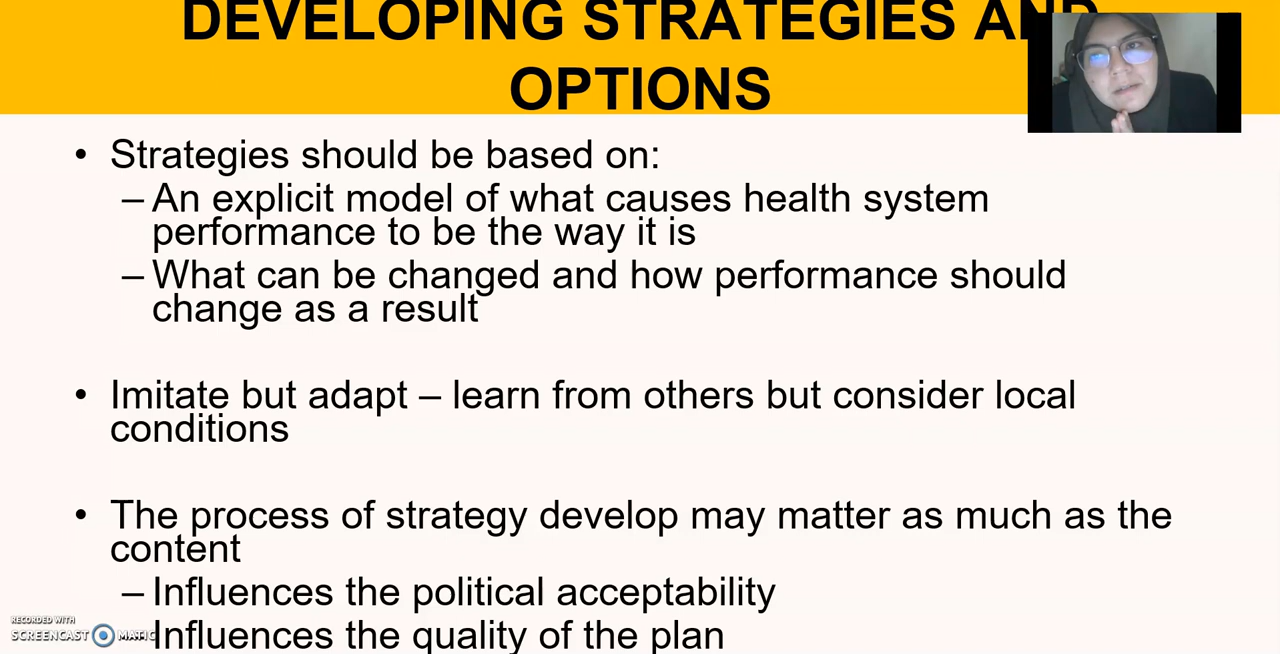 DEVELOPING STRATEGIES AND
OPTIONS
• Strategies should be based on:
– An explicit model of what causes health system
performance to be the way it is
– What can be changed and how performance should
change as a result
• Imitate but adapt – learn from others but consider local
conditions
• The process of strategy develop may matter as much as the
content
– Influences the political acceptability
– Influences the quality of the plan
RECORDED WITH
SCREENCAST MATIC